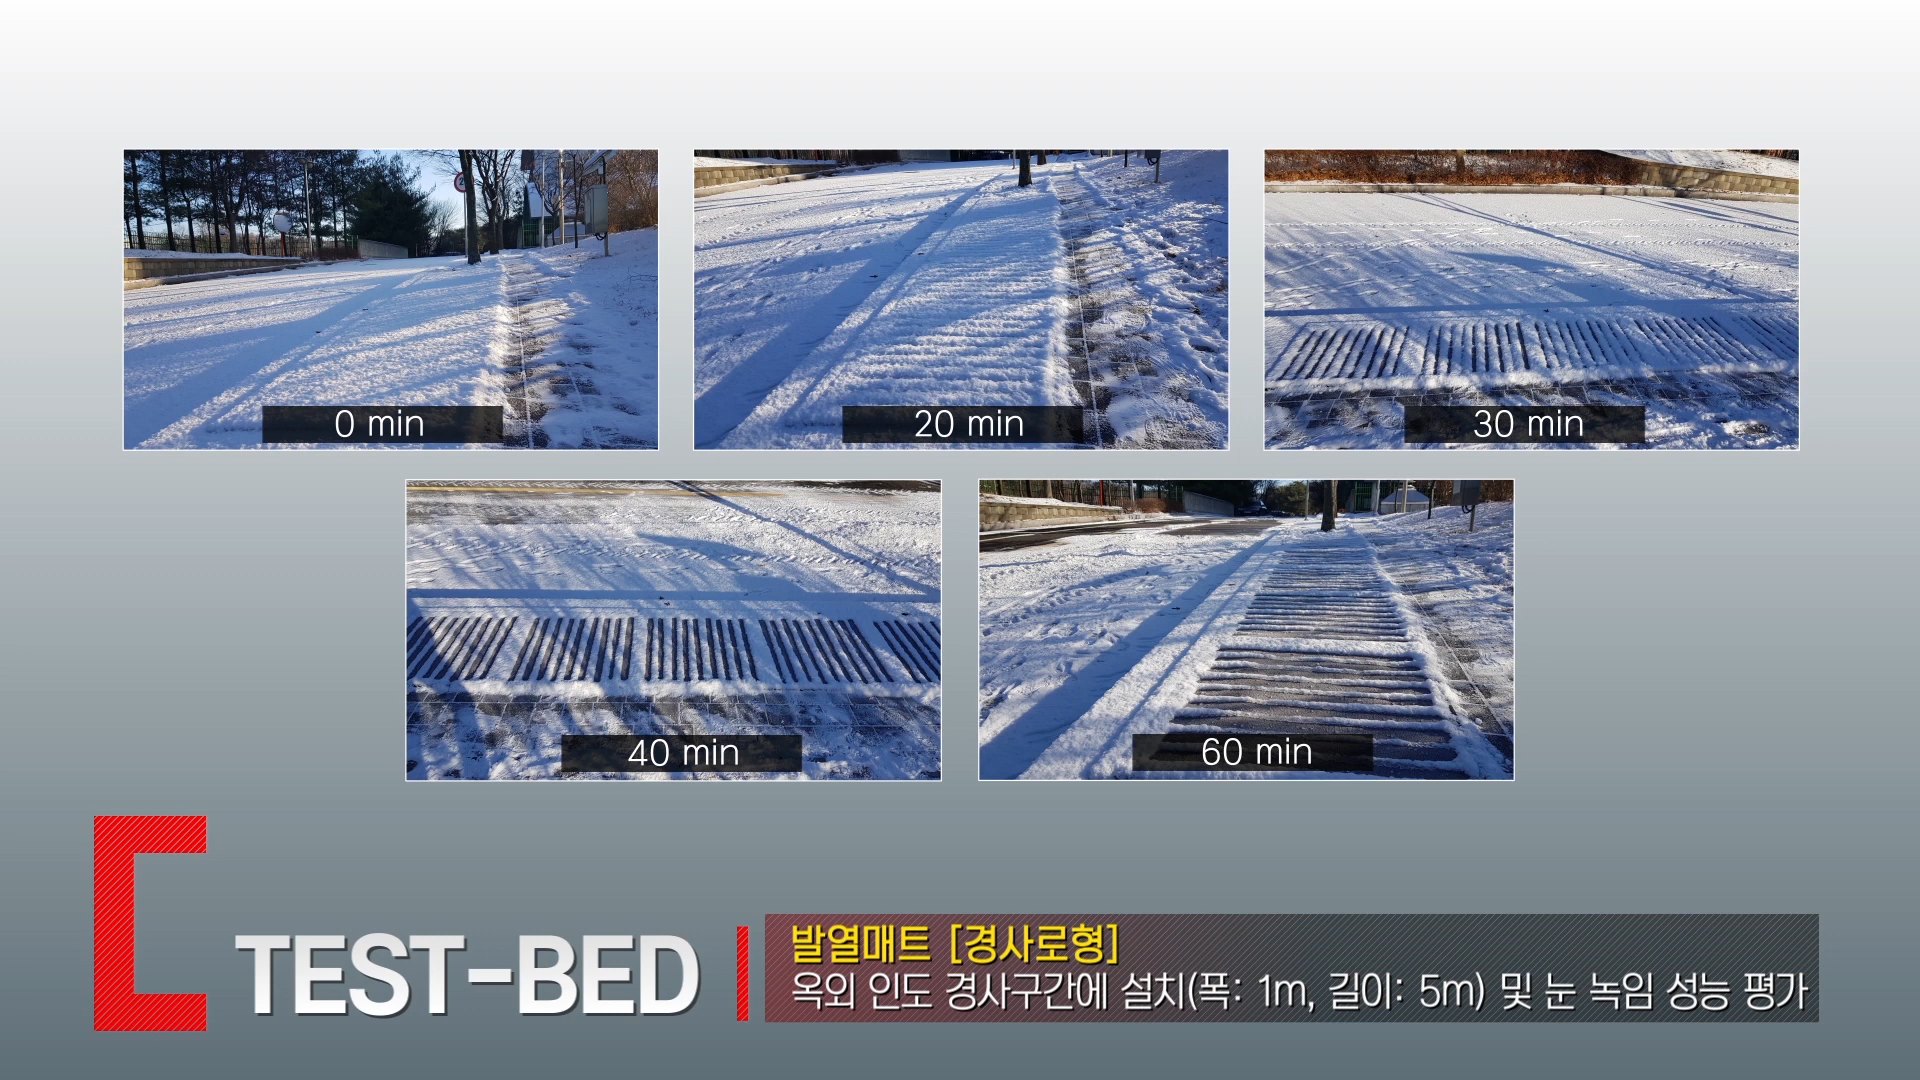 0 min
20 min
30 min
40 min
60 min
TEST-BED
발열매트 [경사로형]
옥외 인도 경사구간에 설치(폭: 1m, 길이: 5m) 및 눈 녹임 성능 평가